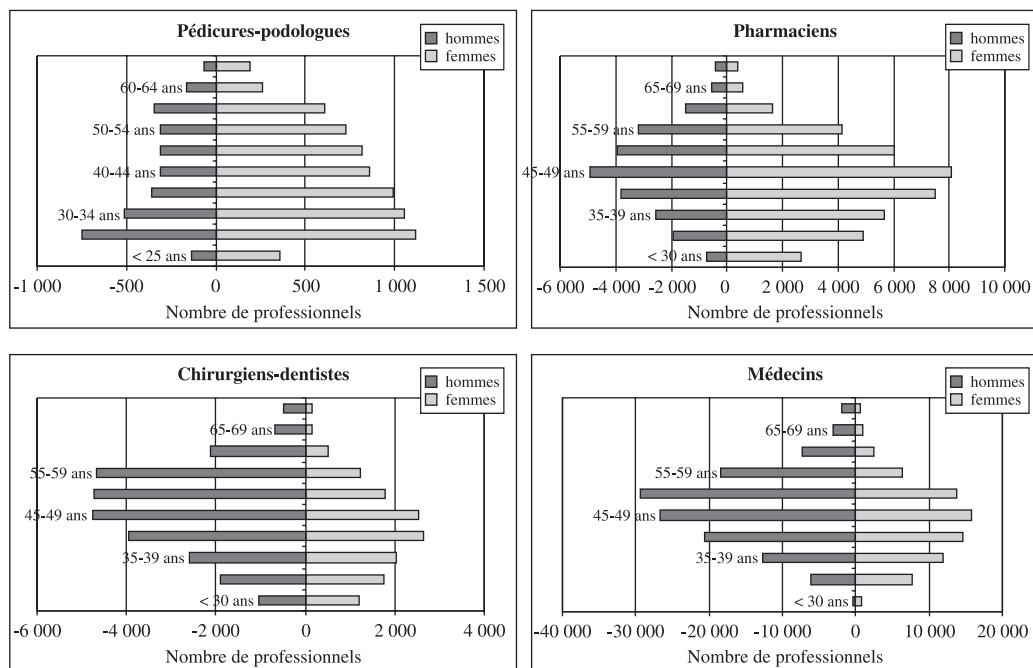 Pédicures-podologues
hommes
femmes
60-64 ans
50-54 ans
40-44 ans
30-34 ans
< 25 ans
-1 000 -500 0 500 1 000 1 500
Nombre de professionnels
Pharmaciens
hommes
femmes
65-69 ans
55-59 ans
45-49 ans
35-39 ans
< 30 ans
-6 000 -4 000 -2 000 0 2 000 4 000 6 000 8 000 10 000
Nombre de professionnels
Chirurgiens-dentistes
hommes
femmes
65-69 ans
55-59 ans
45-49 ans
35-39 ans
< 30 ans
-6 000 -4 000 -2 000 0 2 000 4 000
Nombre de professionnels
Médecins
hommes
femmes
65-69 ans
55-59 ans
45-49 ans
35-39 ans
< 30 ans
-40 000 -30 000 -20 000 -10 000 0 10 000 20 000
Nombre de professionnels